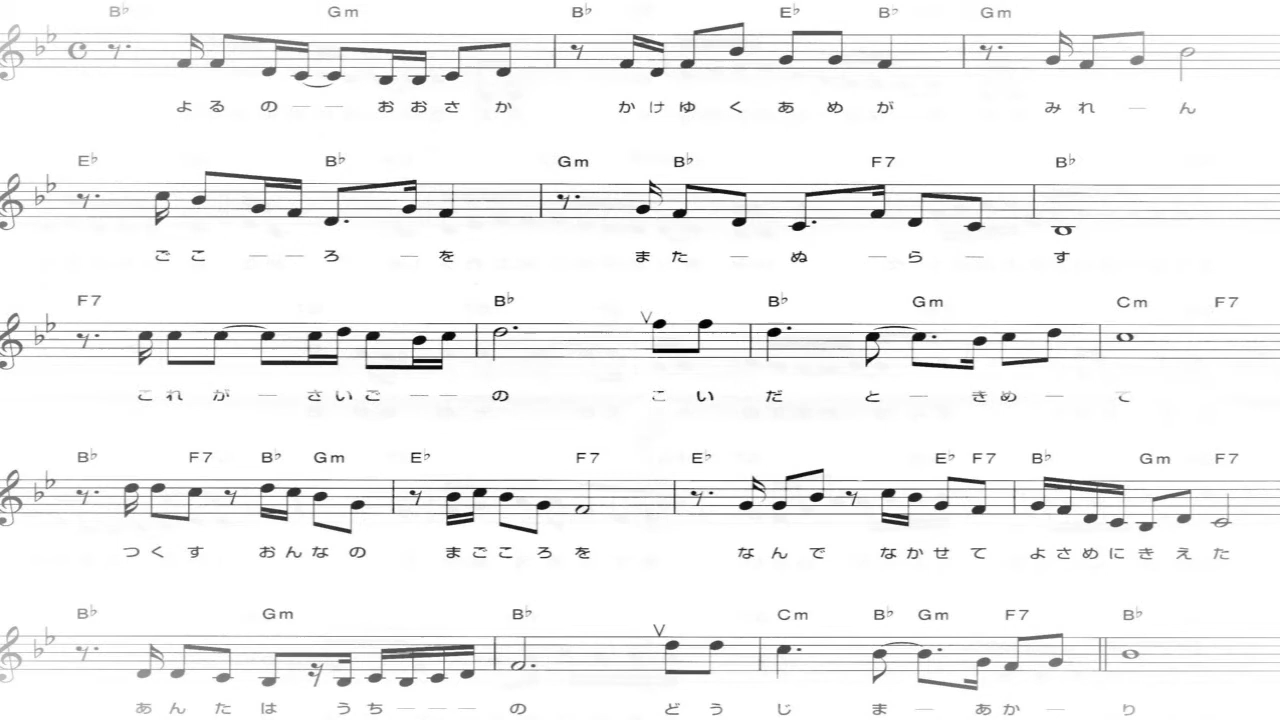 B♭ Gm B♭ E♭ B♭ Gm
よるの——おおさか かけゆくあめが みれ—ん
E♭ B♭ Gm B♭ F7 B♭
ごこ——ろ—を また—ぬ—ら—す
F7 B♭ B♭ Gm Cm F7
これが—さいご——の こいだと—きめ—て
B♭ F7 B♭ Gm E♭ F7 E♭ E♭ F7 B♭ Gm F7
つくす おんなの まごころを なんで なかせて よさめにきえた
B♭ Gm B♭ Cm B♭ Gm F7 B♭
あんたは うち———の どうじま—あか—り